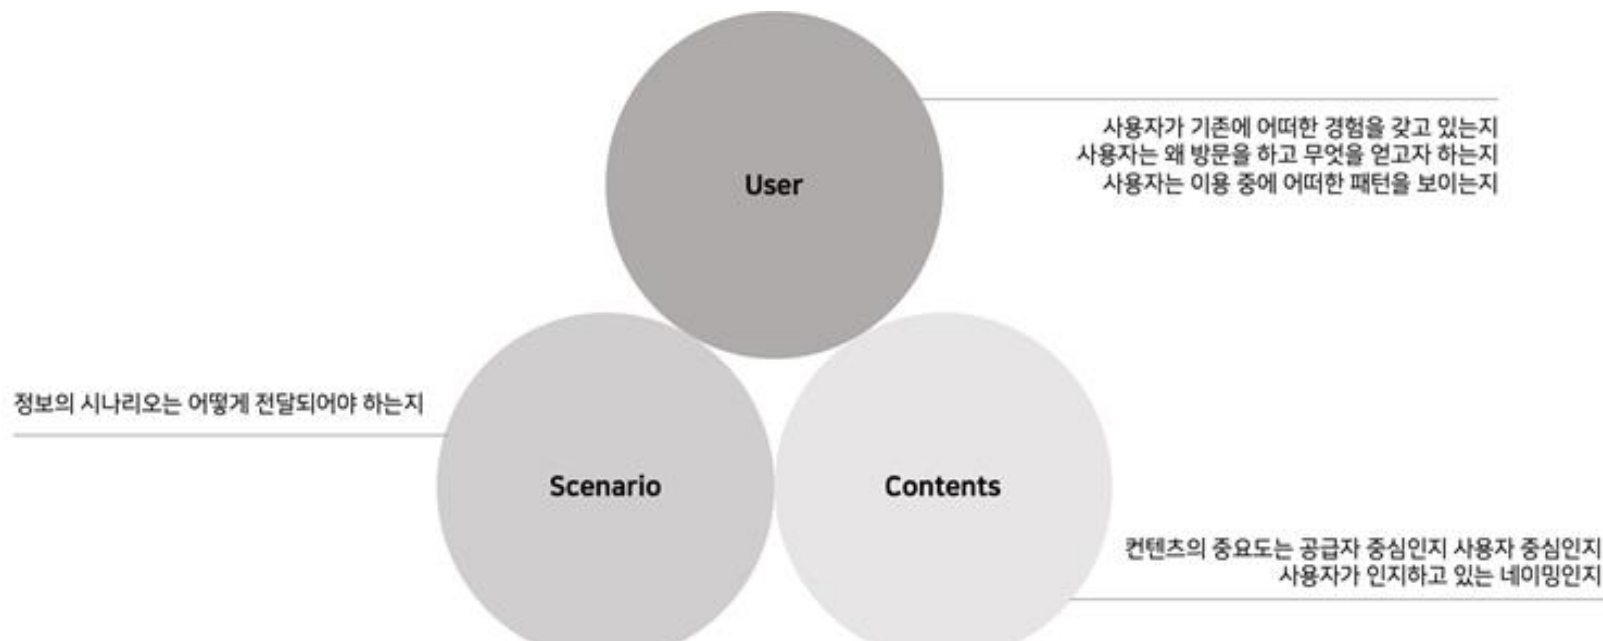 User
사용자가 기존에 어떠한 경험을 갖고 있는지
사용자는 왜 방문을 하고 무엇을 얻고자 하는지
사용자는 이용 중에 어떠한 패턴을 보이는지
정보의 시나리오는 어떻게 전달되어야 하는지
Scenario
Contents
컨텐츠의 중요도는 공급자 중심인지 사용자 중심인지
사용자가 인지하고 있는 네이밍인지